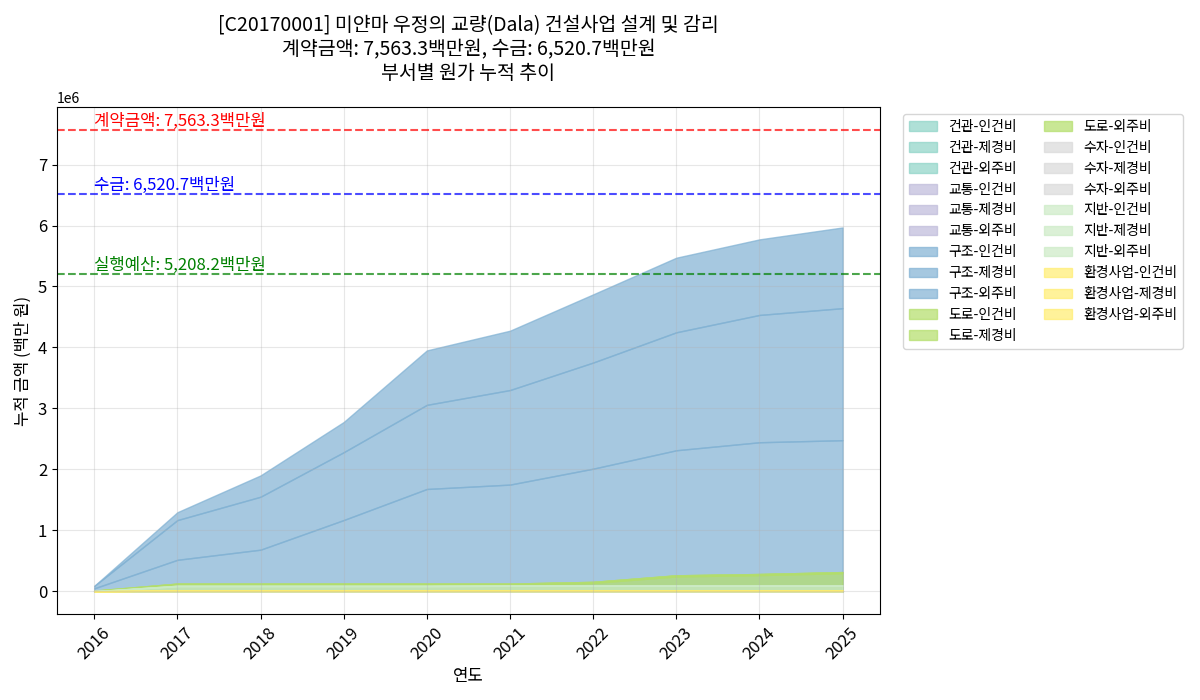 [C20170001] 미얀마 우정의 교량(Dala) 건설사업 설계 및 감리
계약금액: 7,563.3백만원, 수금: 6,520.7백만원
부서별 원가 누적 추이
1e6
계약금액: 7,563.3백만원
수금: 6,520.7백만원
실행예산: 5,208.2백만원
7
6
5
4
3
2
1
0
누적 금액 (백만 원)
2016
2017
2018
2019
2020
2021
2022
2023
2024
2025
연도
건관-인건비
건관-제경비
건관-외주비
교통-인건비
교통-제경비
교통-외주비
구조-인건비
구조-제경비
구조-외주비
도로-인건비
도로-제경비
도로-외주비
수자-인건비
수자-제경비
수자-외주비
지반-인건비
지반-제경비
지반-외주비
환경사업-인건비
환경사업-제경비
환경사업-외주비